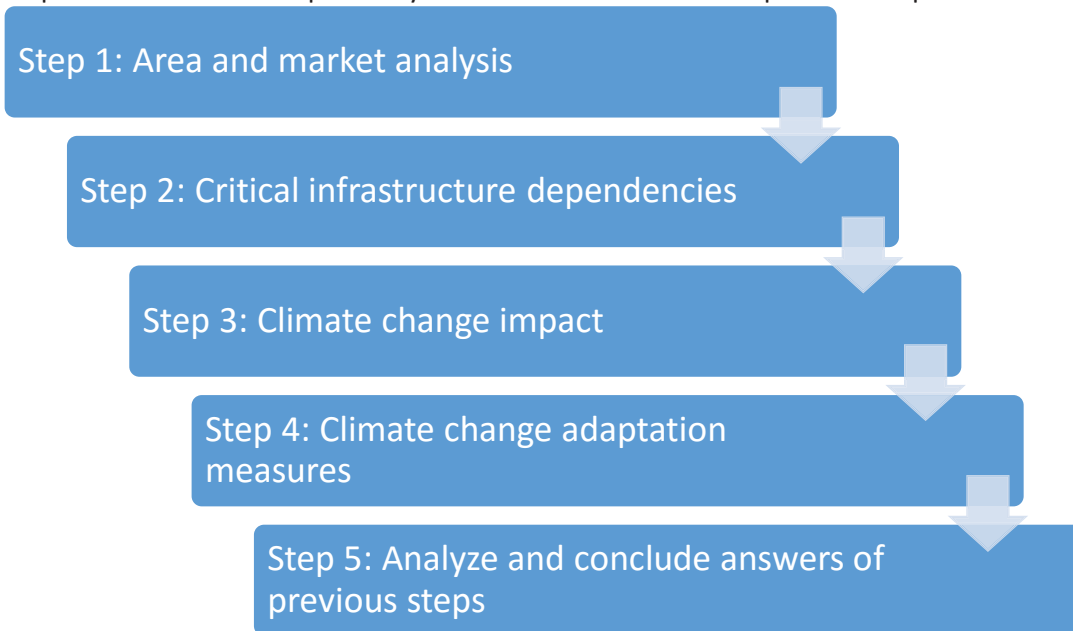 Step 1: Area and market analysis
Step 2: Critical infrastructure dependencies
Step 3: Climate change impact
Step 4: Climate change adaptation
measures
Step 5: Analyze and conclude answers of
previous steps